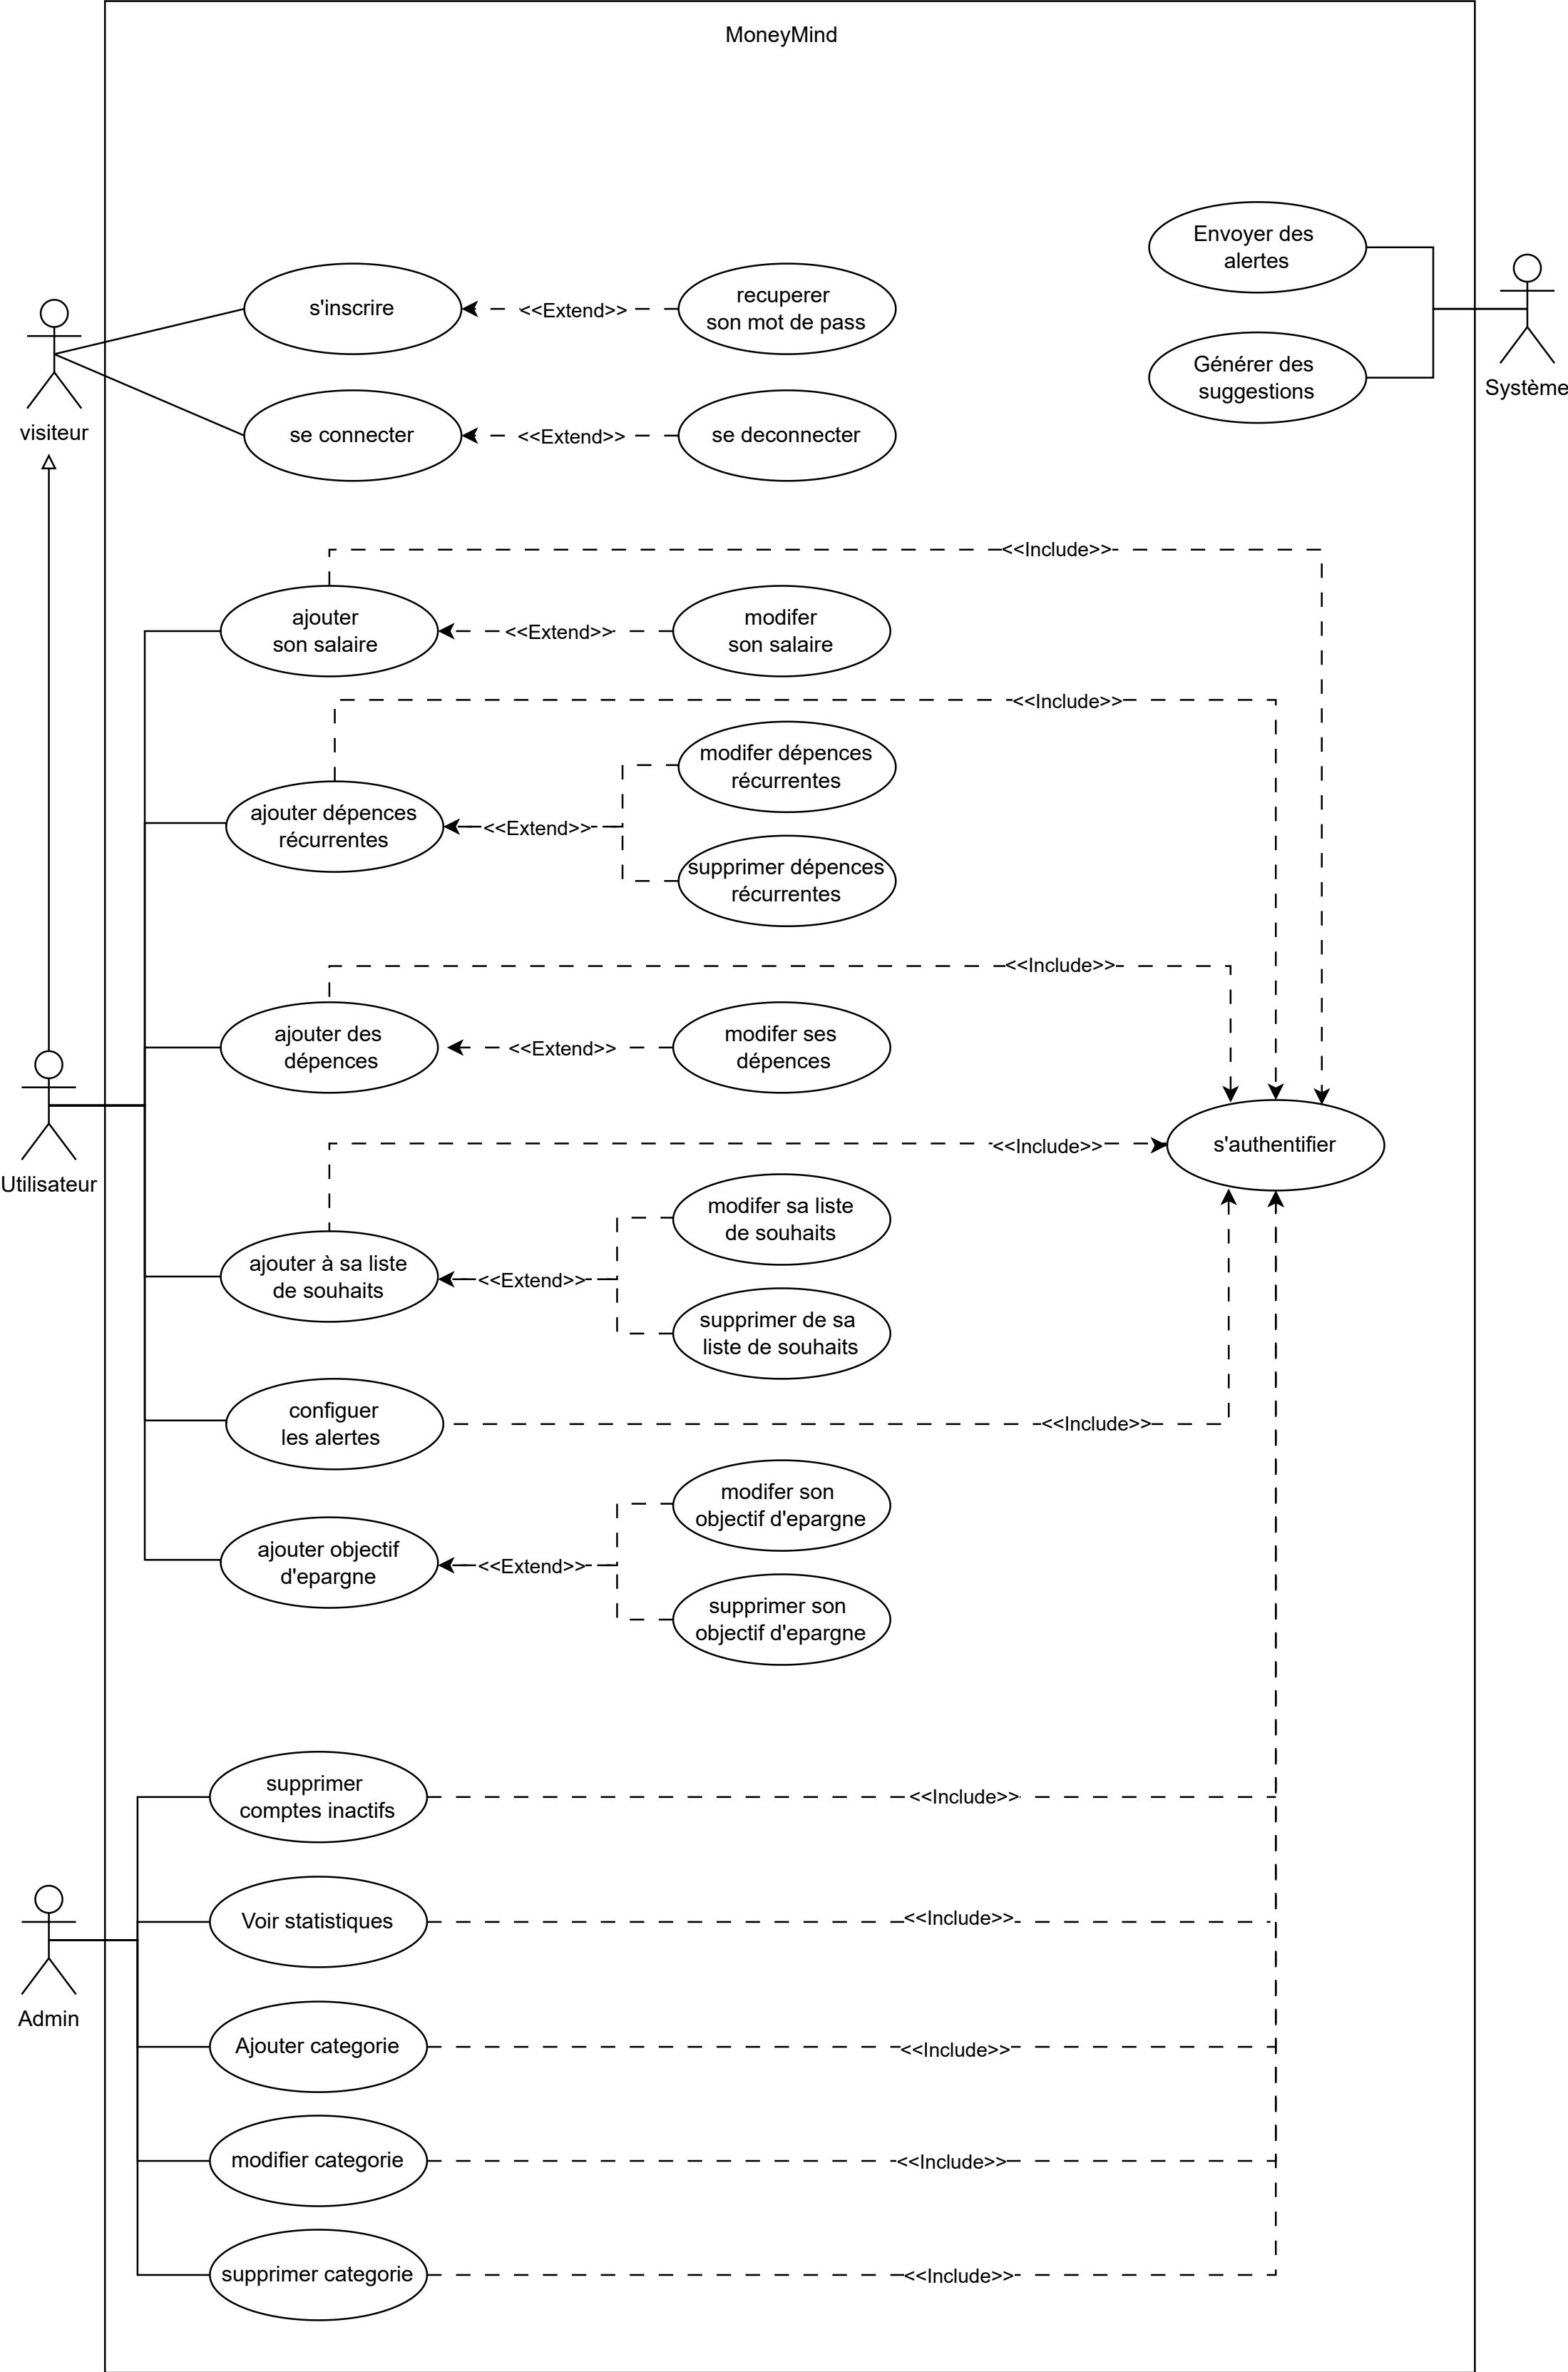 MoneyMind
Envoyer des
alertes
s'inscrire
<<Extend>>
recuperer
son mot de pass
Générer des
suggestions
Système
visiteur
se connecter
<<Extend>>
se deconnecter
<<Include>>
ajouter
son salaire
<<Extend>>
modifer
son salaire
<<Include>>
modifer dépences
récurrentes
ajouter dépences
récurrentes
<<Extend>>
supprimer dépences
récurrentes
<<Include>>
ajouter des
dépences
<<Extend>>
modifer ses
dépences
Utilisateur
<<Include>>
s'authentifier
modifer sa liste
de souhaits
ajouter à sa liste
de souhaits
<<Extend>>
supprimer de sa
liste de souhaits
configuer
les alertes
<<Include>>
modifer son
objectif d'epargne
ajouter objectif
d'epargne
<<Extend>>
supprimer son
objectif d'epargne
supprimer
comptes inactifs
<<Include>>
Voir statistiques
<<Include>>
Admin
Ajouter categorie
<<Include>>
modifier categorie
<<Include>>
supprimer categorie
<<Include>>